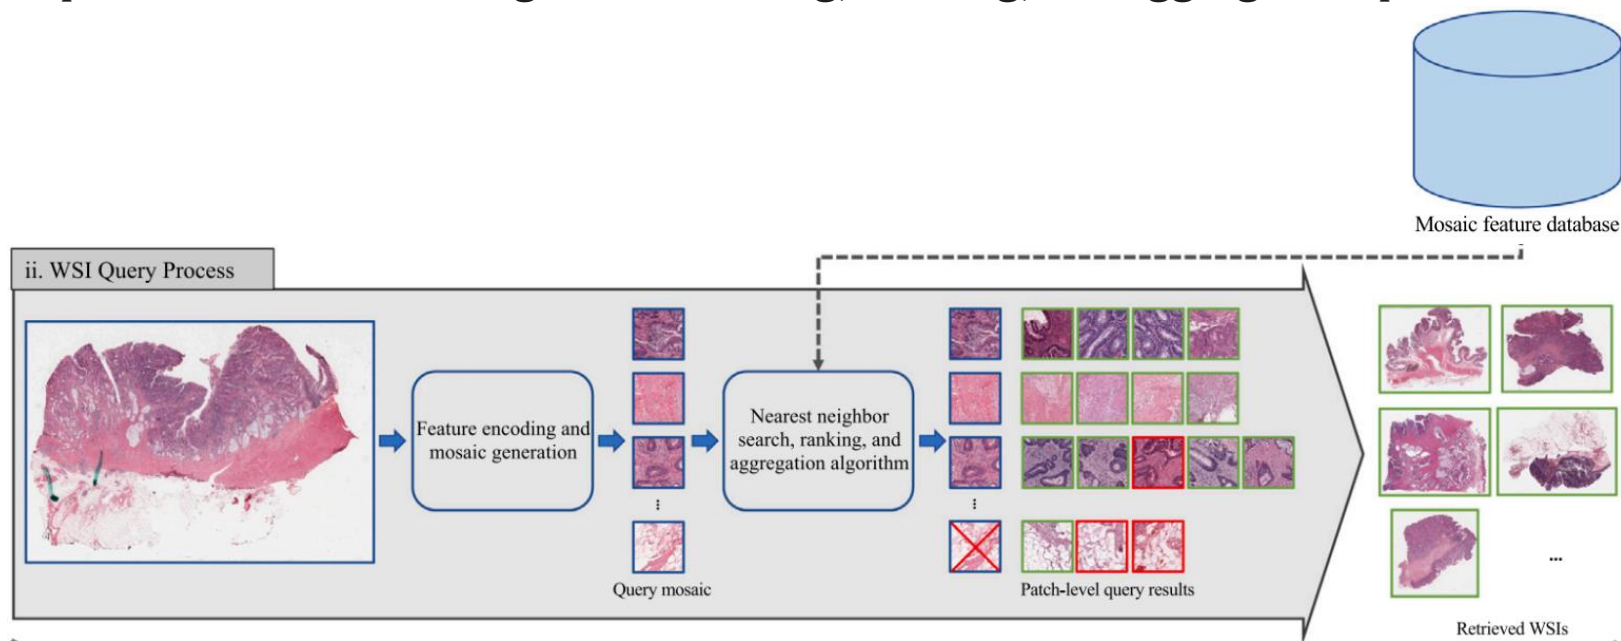 Mosaic feature database
ii. WSI Query Process
Feature encoding and
mosaic generation
Nearest neighbor
search, ranking, and
aggregation algorithm
...
...
...
Query mosaic
Patch-level query results
Retrieved WSIs